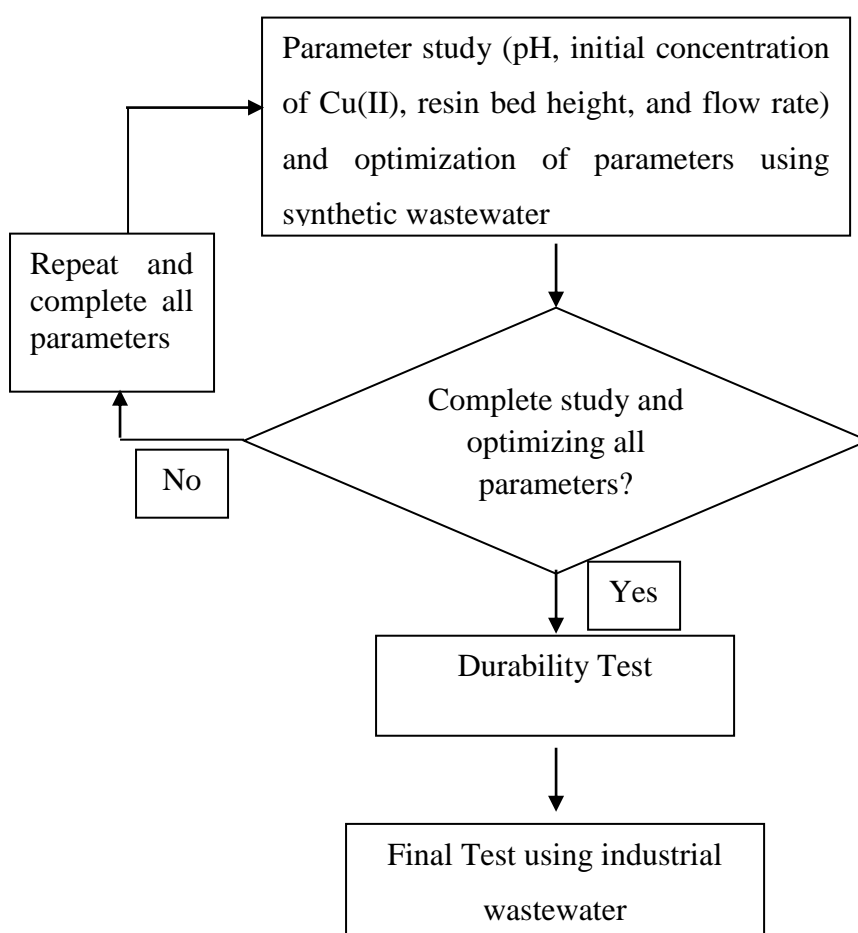 Parameter study (pH, initial concentration
of Cu(II), resin bed height, and flow rate)
and optimization of parameters using
synthetic wastewater
Repeat and
complete all
parameters
Complete study and
optimizing all
parameters?
No
Yes
Durability Test
Final Test using industrial
wastewater